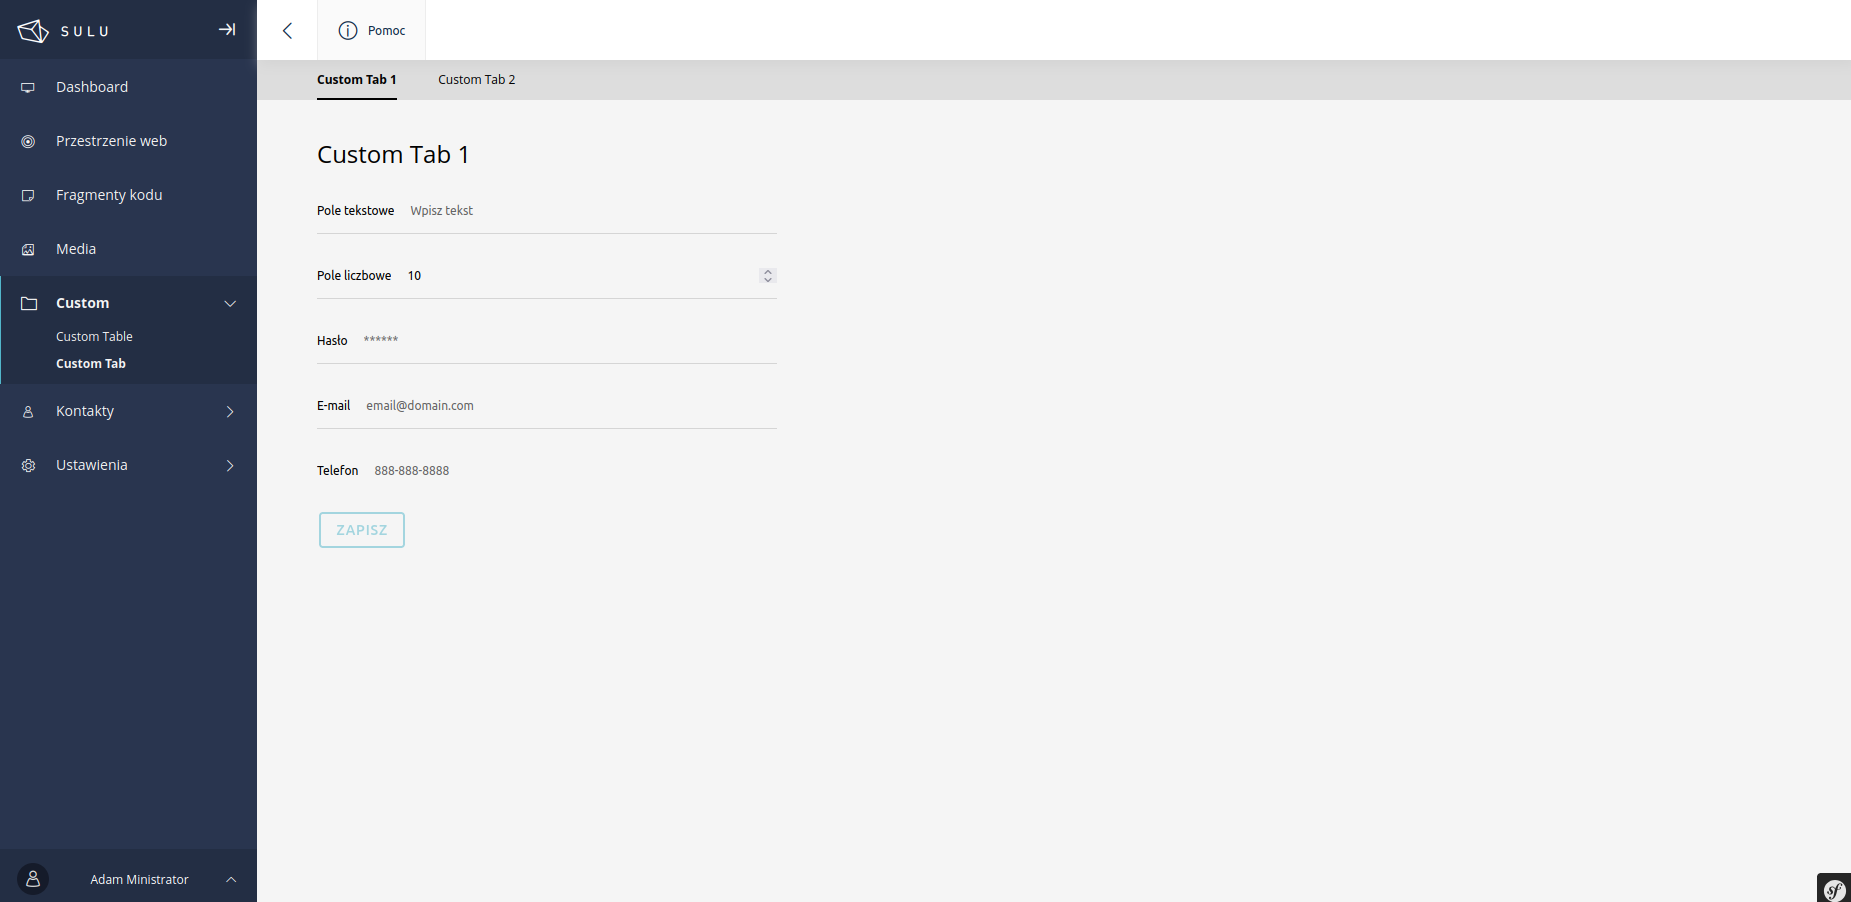 SULU
Pomoc
Dashboard
Przestrzenie web
Fragmenty kodu
Media
Custom
Custom Table
Custom Tab
Kontakty
Ustawienia
Adam Ministrator
Custom Tab 1 Custom Tab 2
Custom Tab 1
Pole tekstowe Wpisz tekst
Pole liczbowe 10
Hasło ******
E-mail email@domain.com
Telefon 888-888-8888
ZAPISZ
sf